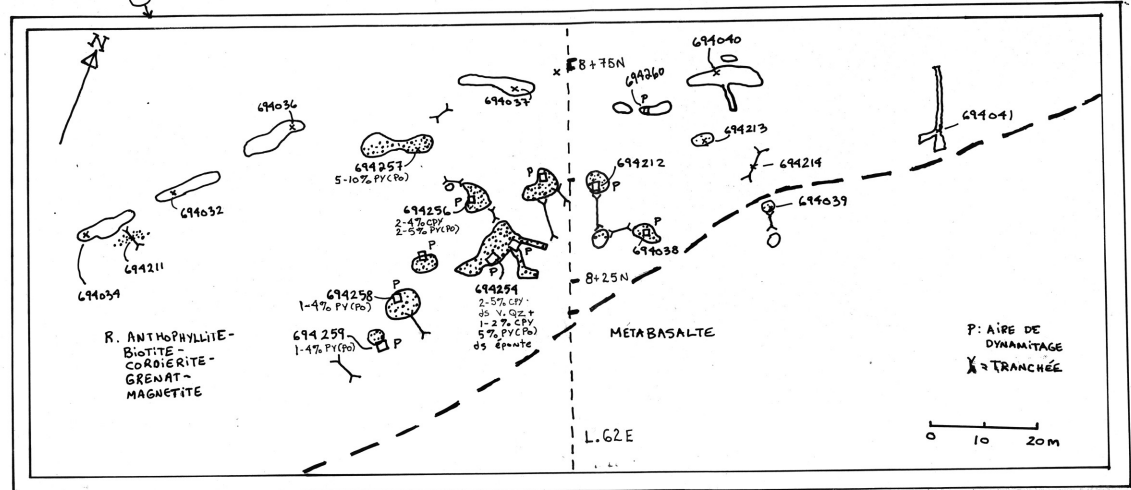 N
694040
8+75N
694260
P
694037
694036
694041
694213
694257
5-10% PY(PO)
694212
P
P
694214
694032
694256
P
2-4% CPY
2-5% PY(PO)
694039
P
694038
P
P
694211
694034
P
694254
2-5% CPY.
ds V. QZ +
1-2% CPY
5% PY(PO)
ds éponte
8+25N
694258
1-4% PY(PO)
P
694259
1-4% PY(PO)
P
R. ANTHOPHYLLITE-
BIOTITE-
CORDIERITE-
GRENAT-
MAGNETITE
MÉTABASALTE
P: AIRE DE
DYNAMITAGE
= TRANCHÉE
L.62E
0 10 20m